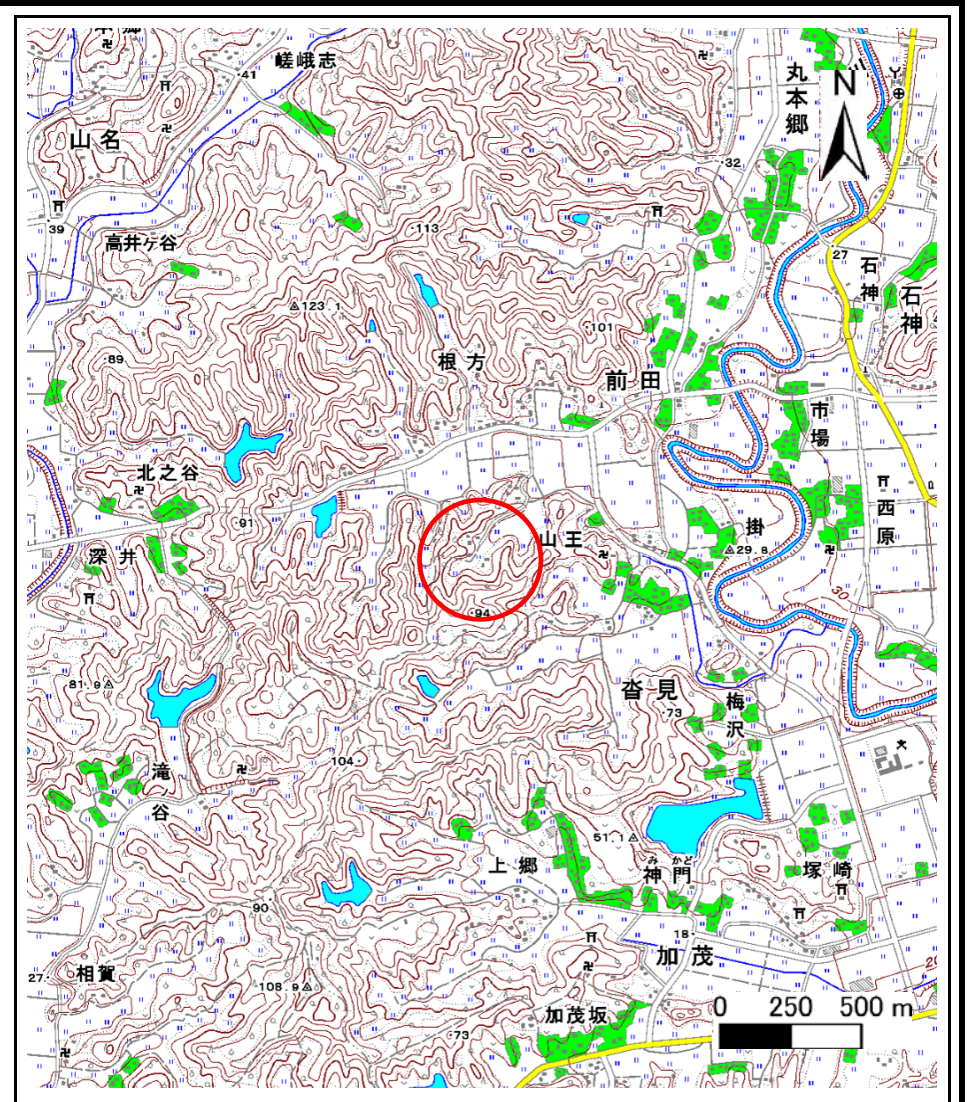 嵯峨志
41
山名
丸本郷
N
32
39
高井ヶ谷
113
27
石神
石神
123.1
101
89
根方
前田
市場
北之谷
西原
91
掛
山王
深井
29.8
30
94
沓見
81.9
73
梅沢
104
滝谷
51.1
みかど
神門
上郷
塚崎
90
18
加茂
27
相賀
108.9
加茂坂
73
0 250 500 m